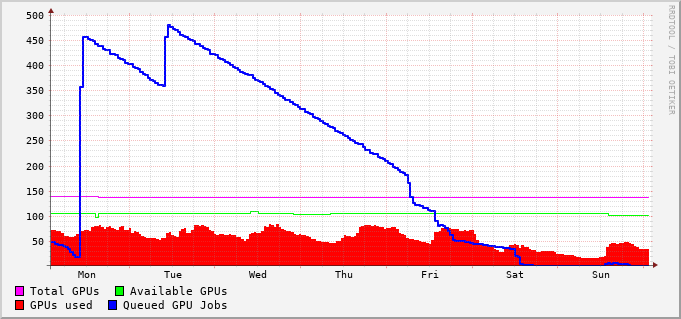 500
450
400
350
300
250
200
150
100
50
Mon Tue Wed Thu Fri Sat Sun
Total GPUs Available GPUs
GPUs used Queued GPU Jobs
RRDTOOL / TOBI OETIKER